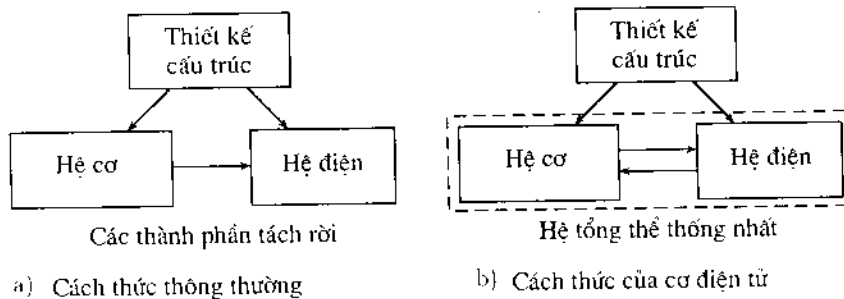 Thiết kế
cấu trúc
Hệ cơ
Hệ điện
Các thành phần tách rời
a) Cách thức thông thường
Thiết kế
cấu trúc
Hệ cơ
Hệ điện
Hệ tổng thể thống nhất
b) Cách thức của cơ điện tử